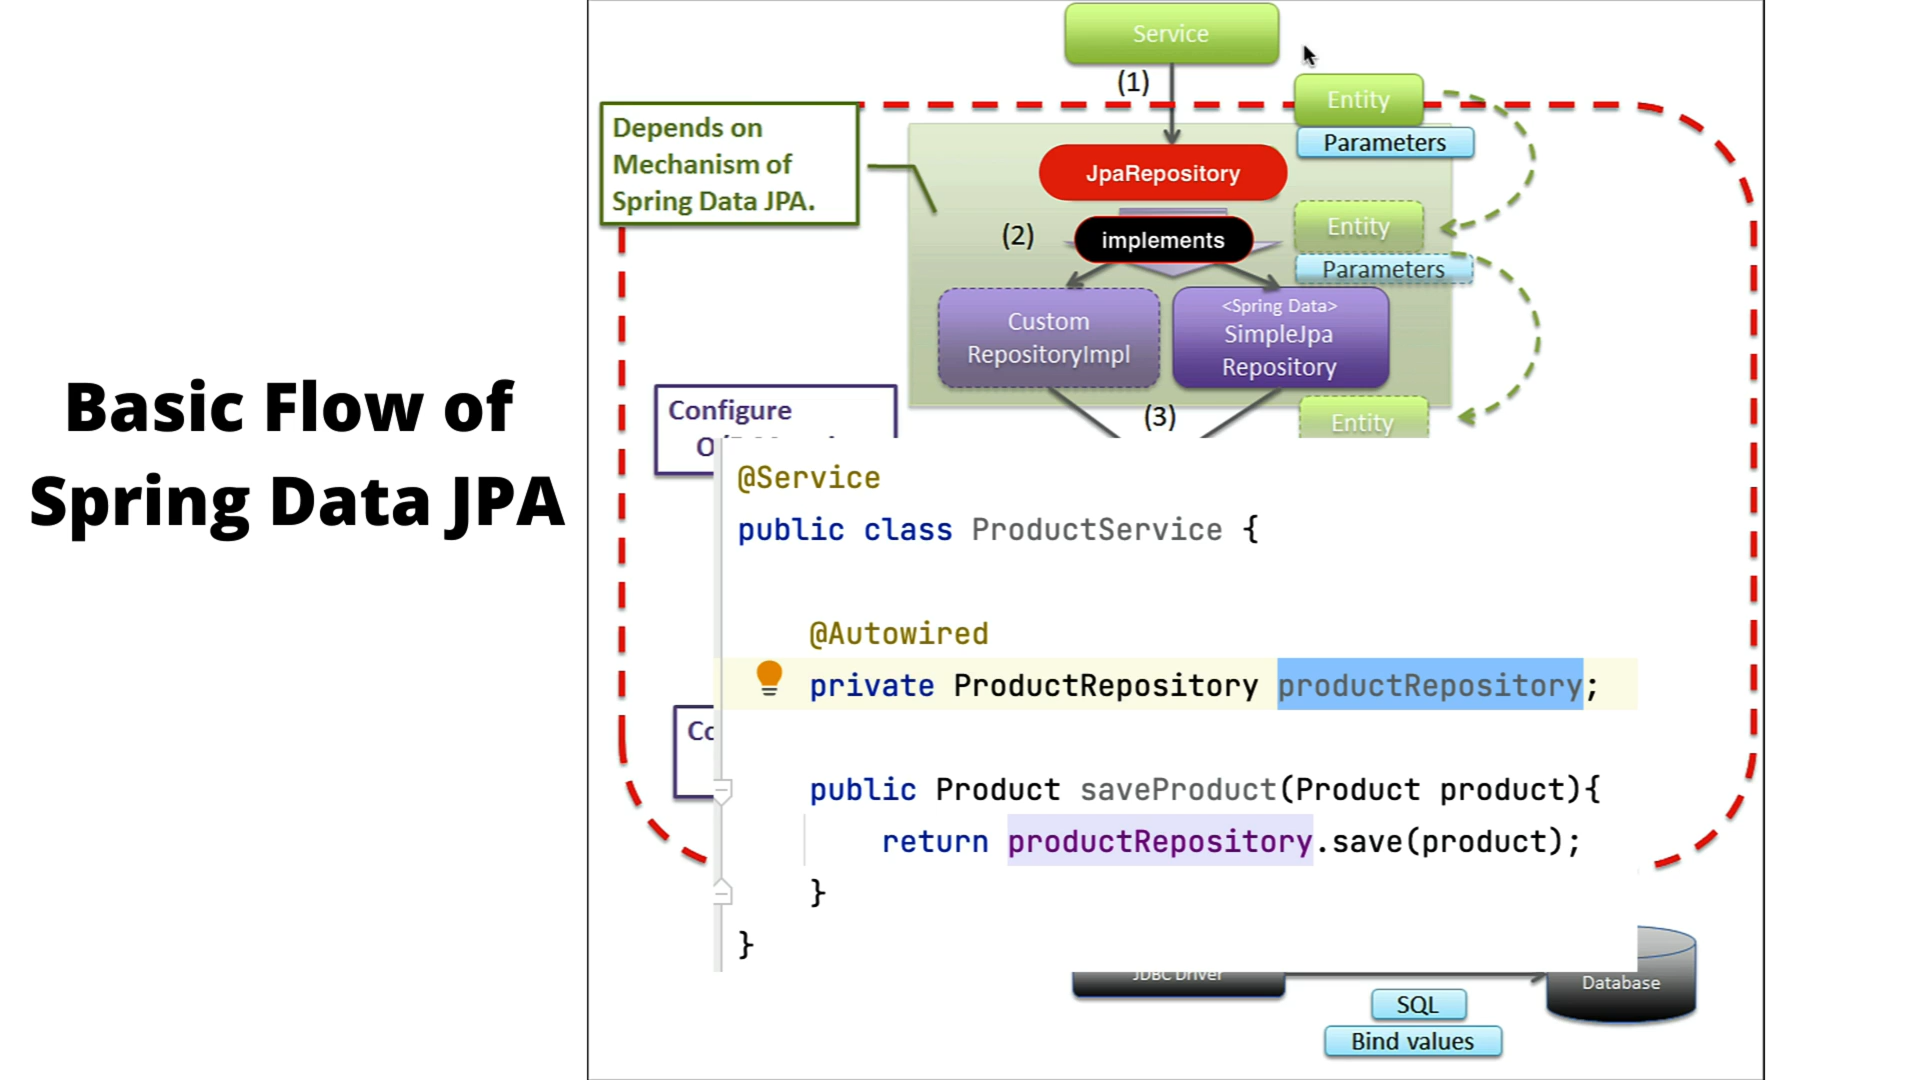 Basic Flow of
Spring Data JPA
Service
(1)
Entity
Parameters
Depends on
Mechanism of
Spring Data JPA.
JpaRepository
(2)
implements
Entity
Parameters
Custom
RepositoryImpl
<Spring Data>
SimpleJpa
Repository
(3)
Entity
Configure
@Service
public class ProductService {
@Autowired
private ProductRepository productRepository;
public Product saveProduct(Product product){
return productRepository.save(product);
}
}
JDBC Driver
Database
SQL
Bind values